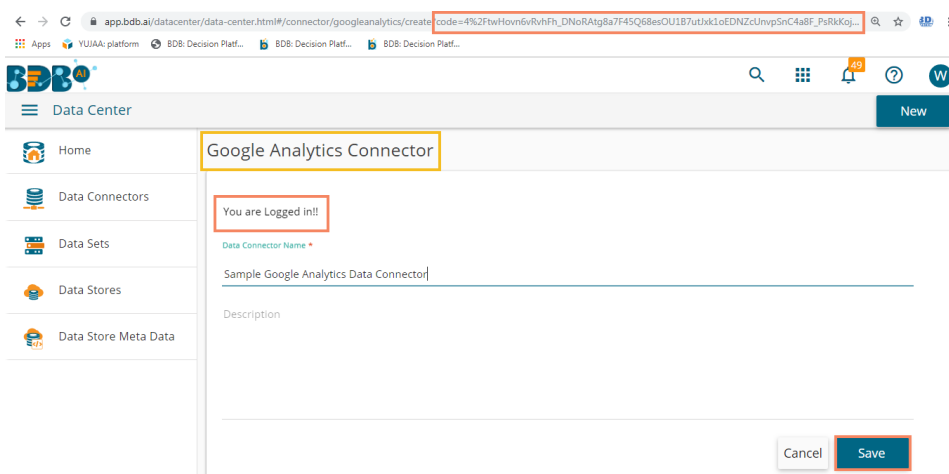 app.bdb.ai/datacenter/data-center.html#/connector/googleanalytics/create?code=4%2FtwHovn6vRvhFh_DNoRAtg8a7F45Q68esOU1B7utJxk1oEDNZcUnvpSnC4a8F_PsRkKoj...
Apps YUJAA: platform BDB: Decision Platf... BDB: Decision Platf... BDB: Decision Platf...
BDB AI 49 W
Data Center New
Home
Google Analytics Connector
Data Connectors
You are Logged in!!
Data Sets
Data Connector Name *
Sample Google Analytics Data Connector
Data Stores
Description
Data Store Meta Data
Cancel Save